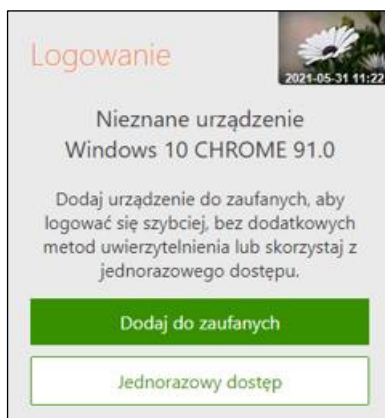 Logowanie
2021-05-31 11:22
Nieznane urządzenie
Windows 10 CHROME 91.0
Dodaj urządzenie do zaufanych, aby
logować się szybciej, bez dodatkowych
metod uwierzytelnienia lub skorzystaj z
jednorazowego dostępu.
Dodaj do zaufanych
Jednorazowy dostęp